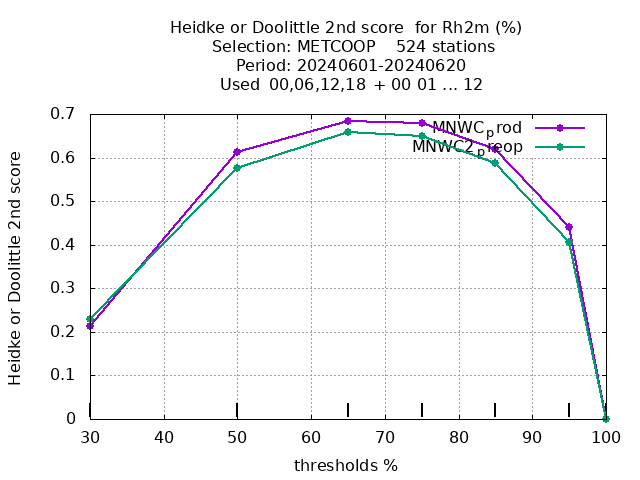 Heidke or Doolittle 2nd score  for Rh2m (%)
Selection: METCOOP    524 stations
Period: 20240601-20240620
Used  00,06,12,18 + 00 01 ... 12
Heidke or Doolittle 2nd score
0.7
0.6
0.5
0.4
0.3
0.2
0.1
0
MNWCprod
MNWC2preop
30 40 50 60 70 80 90 100
thresholds %